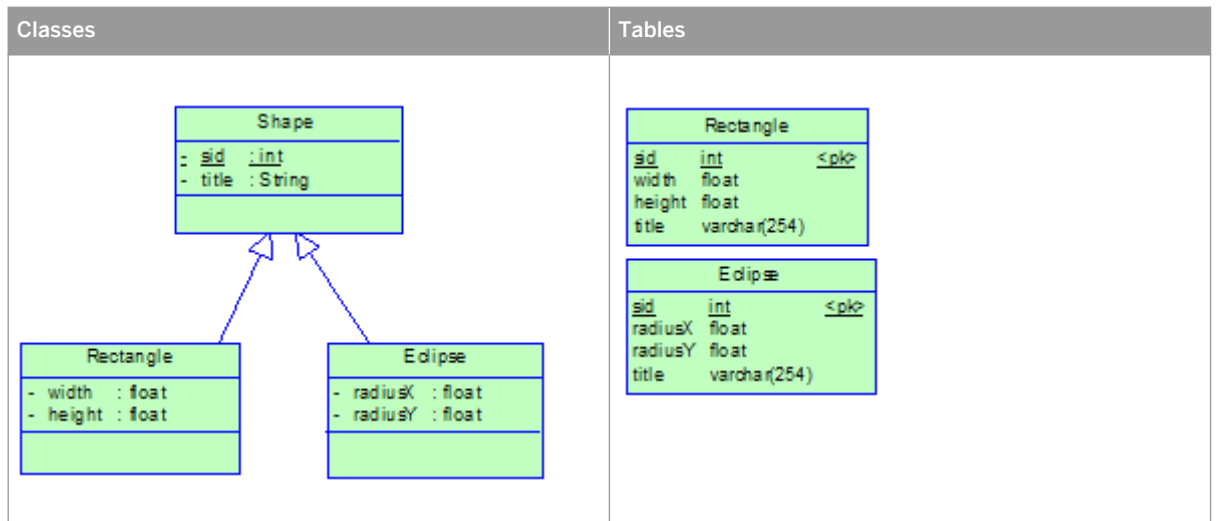 Classes
Tables
Shape
- sid : int
- title : String
Rectangle
- width : float
- height : float
Eclipse
- radiusX : float
- radiusY : float
Rectangle
sid int <pk>
width float
height float
title varchar(254)
Eclipse
sid int <pk>
radiusX float
radiusY float
title varchar(254)